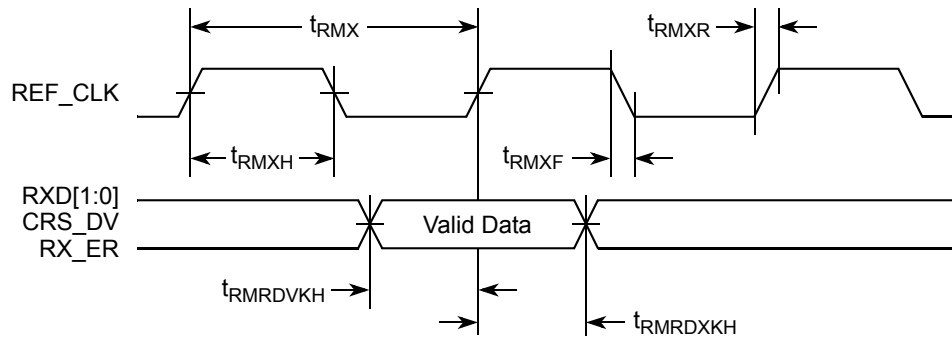 tRMX
tRMXR
REF_CLK
tRMXH
tRMXF
RXD[1:0]
CRS_DV
RX_ER
Valid Data
tRMRDVKH
tRMRDXKH